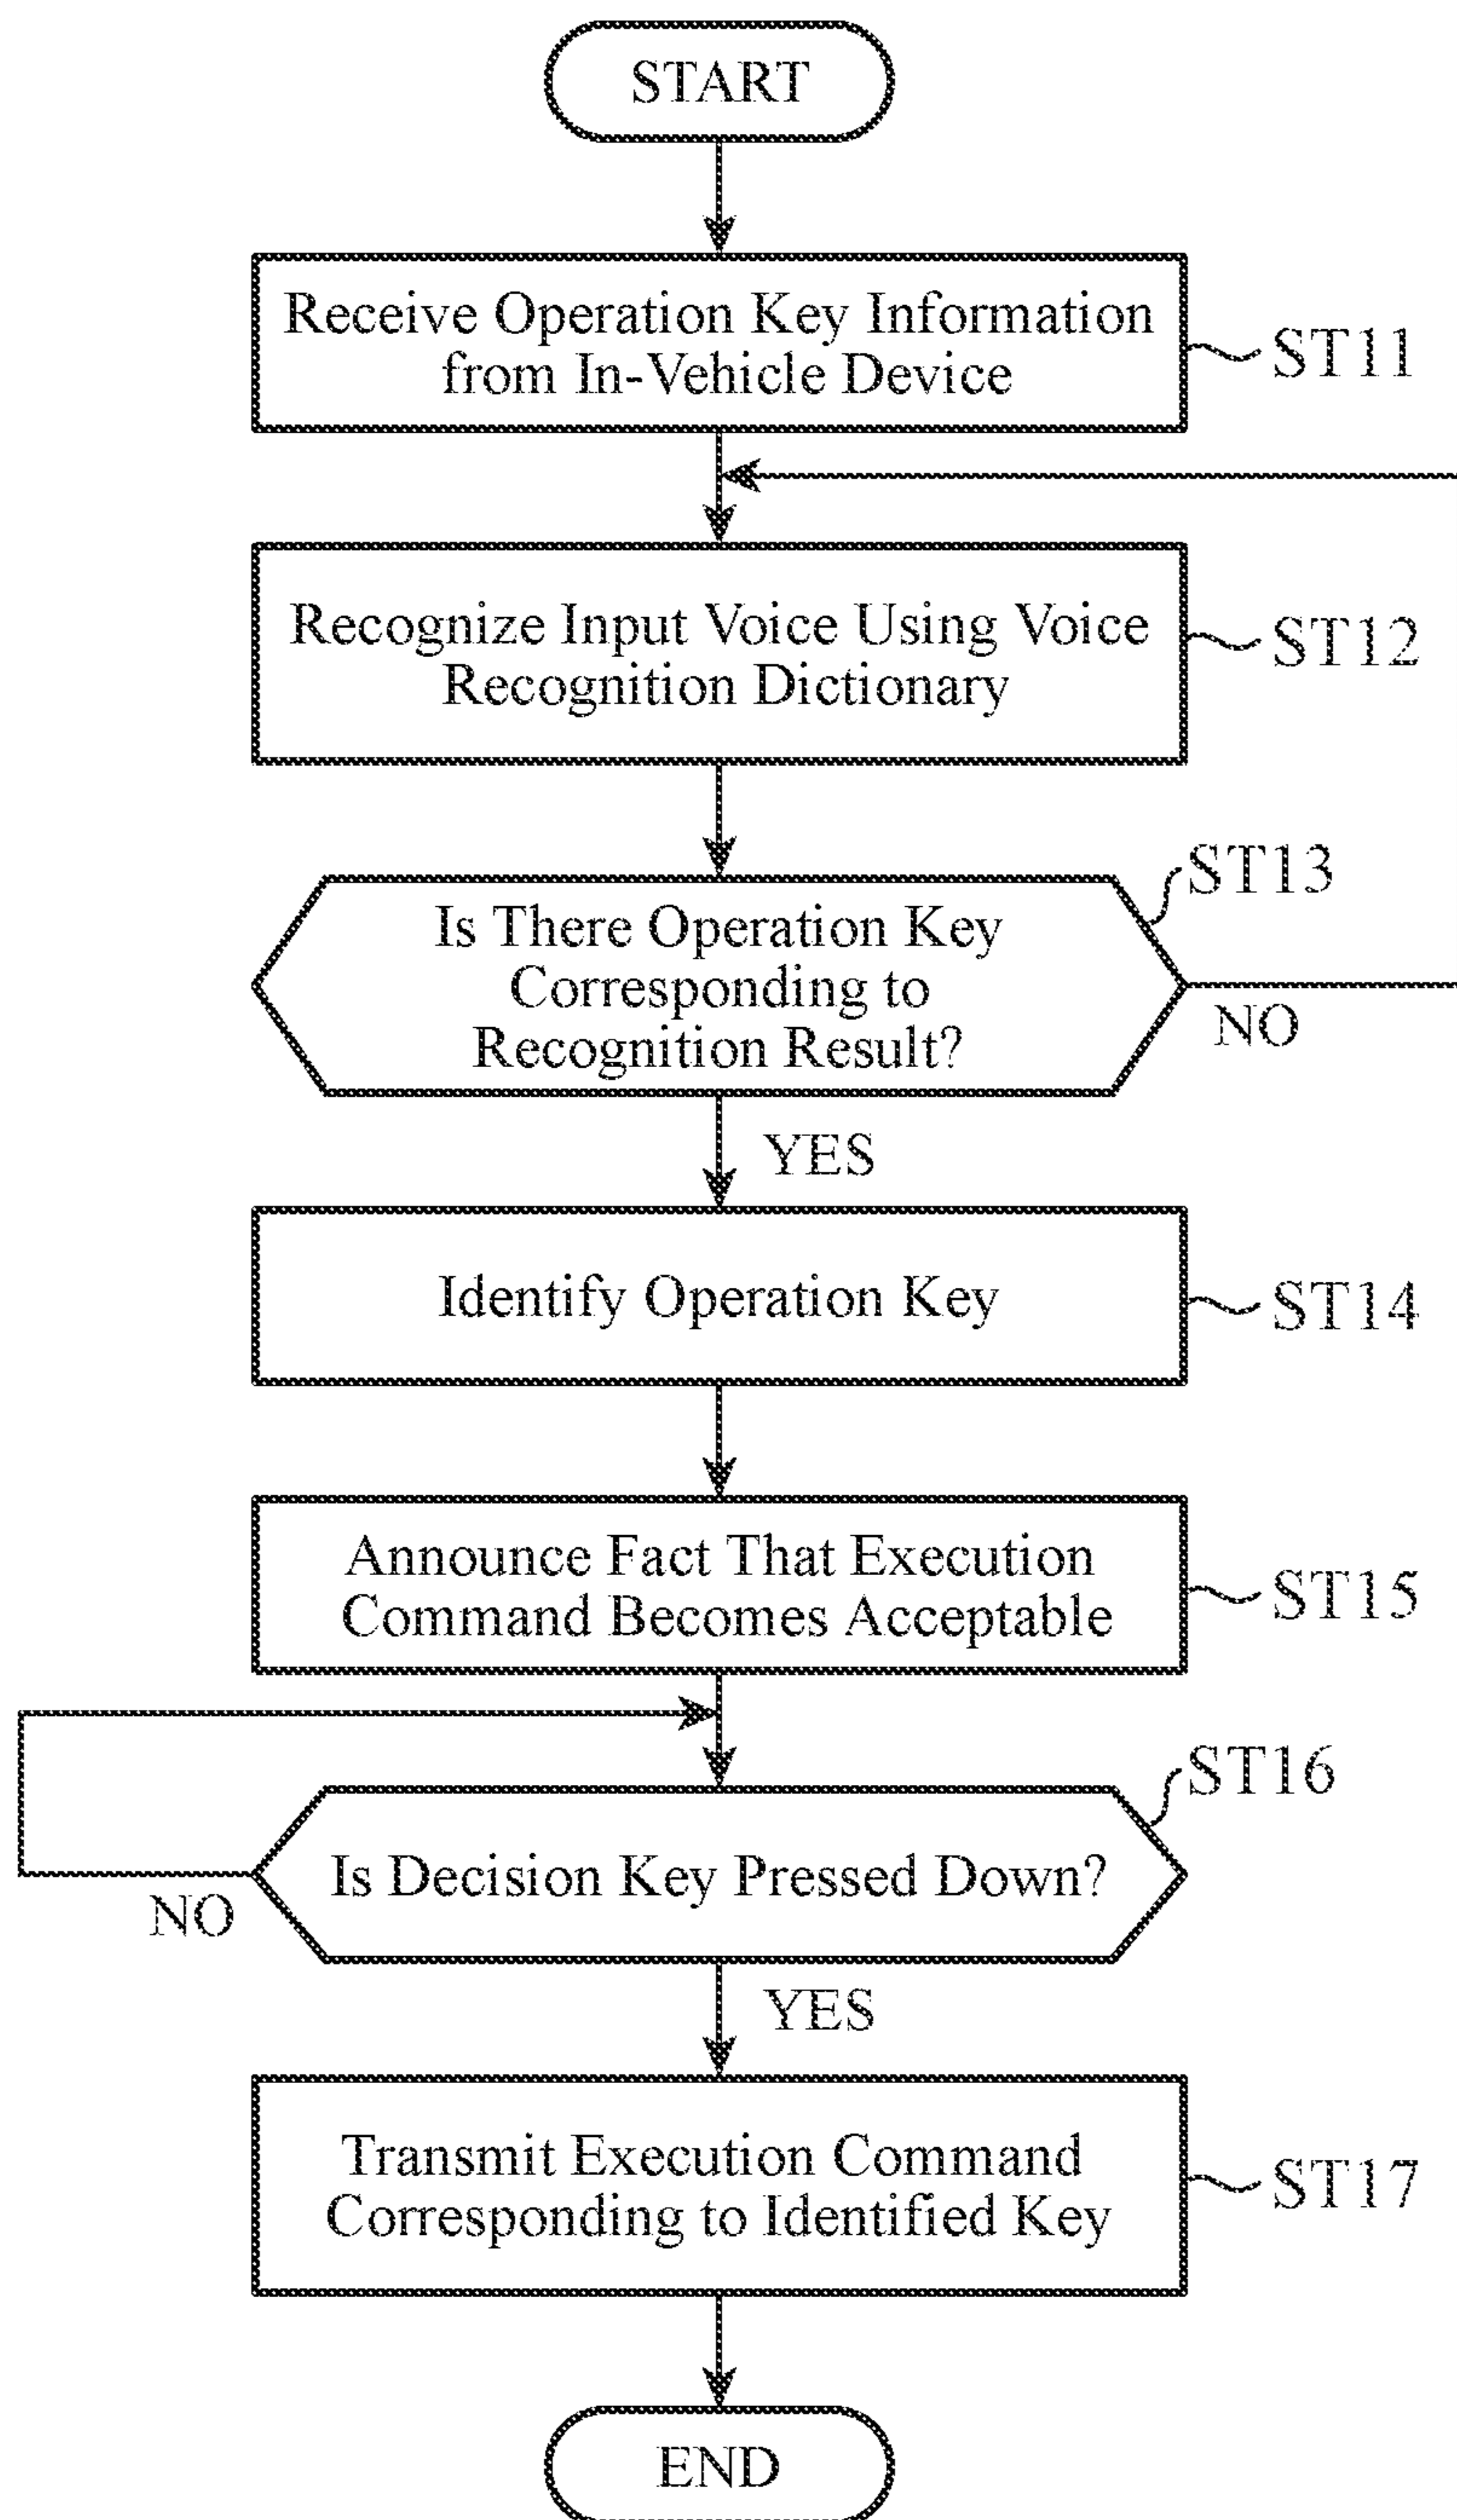 START
Receive Operation Key Information
from In-Vehicle Device
ST11
Recognize Input Voice Using Voice
Recognition Dictionary
ST12
ST13
Is There Operation Key
Corresponding to
Recognition Result?
NO
YES
Identify Operation Key
ST14
Announce Fact That Execution
Command Becomes Acceptable
ST15
ST16
Is Decision Key Pressed Down?
NO
YES
Transmit Execution Command
Corresponding to Identified Key
ST17
END